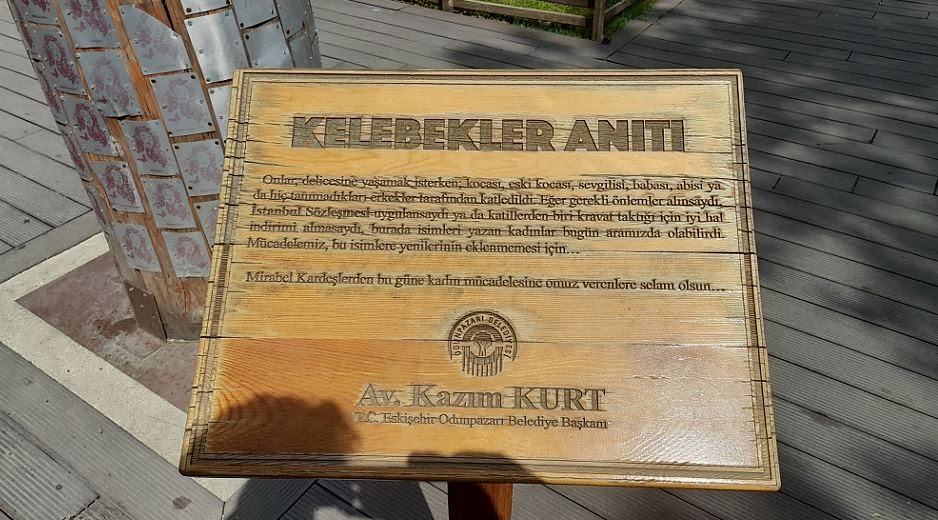 KELEBEKLER ANITI
Onlar, delicesine yaşamak isterken; kocası, eski kocası, sevgilisi, babası, abisi ya
da hiç tanımadıkları erkekler tarafından katledildi. Eğer gerekli önlemler alınsaydı,
İstanbul Sözleşmesi uygulansaydı ya da katillerden biri kravat taktığı için iyi hal
indirimi almasaydı, burada isimleri yazan kadınlar bugün aramızda olabilirdi.
Mücadelemiz, bu isimlere yenilerinin eklenmemesi için...
Mirabel Kardeşlerden bu güne kadın mücadelesine omuz verenlere selam olsun...
ODUNPAZARI BELEDİYESİ
Av. Kazım KURT
T.C. Eskişehir Odunpazarı Belediye Başkanı